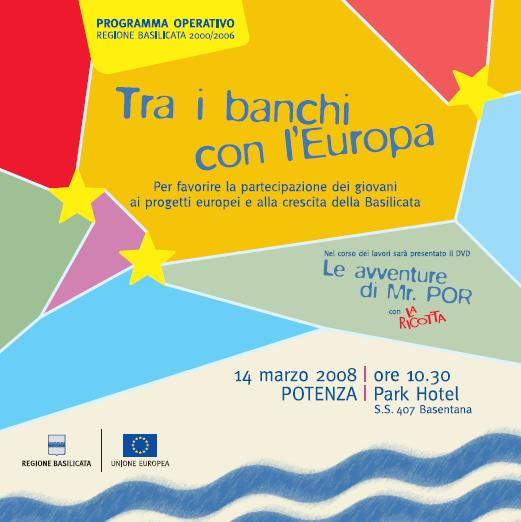 PROGRAMMA OPERATIVO
REGIONE BASILICATA 2000/2006
Tra i banchi
con l'Europa
Per favorire la partecipazione dei giovani
ai progetti europei e alla crescita della Basilicata
Nel corso dei lavori sarà presentato il DVD
Le avventure
di Mr. POR
con LA
RICOTTA
14 marzo 2008 | ore 10.30
POTENZA | Park Hotel
S.S. 407 Basentana
REGIONE BASILICATA
UNIONE EUROPEA